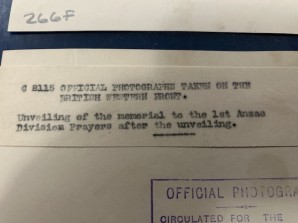 266F
C 2115 OFFICIAL PHOTOGRAPHS TAKEN ON THE
BRITISH WESTERN FRONT.
Unveiling of the memorial to the 1st Anzac
Division Prayers after the unveiling.
OFFICIAL PHOTOGRA
CIRCULATED FOR THE